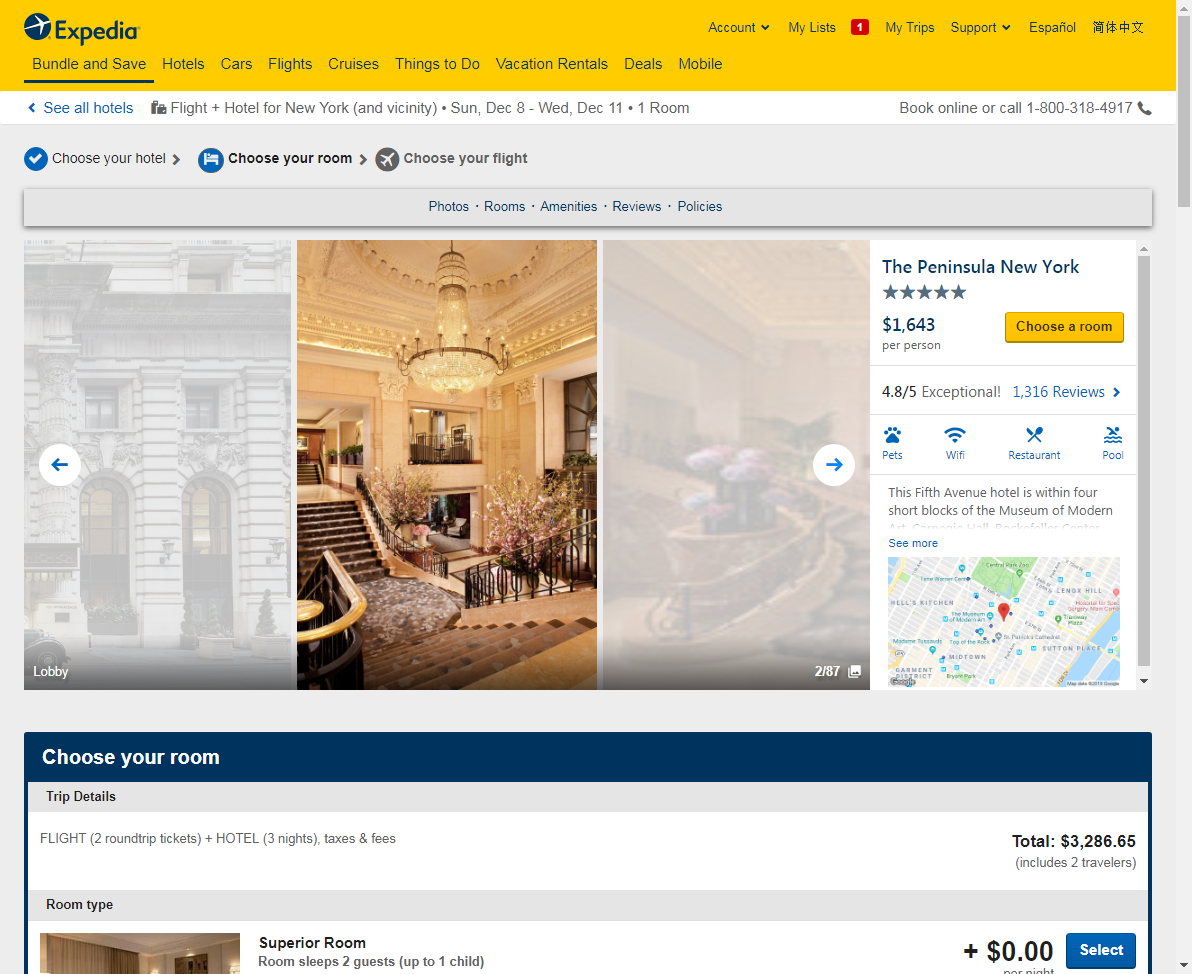 Expedia
Account
My Lists
1
My Trips
Support
Español
简体中文
Bundle and Save
Hotels
Cars
Flights
Cruises
Things to Do
Vacation Rentals
Deals
Mobile
See all hotels
Flight + Hotel for New York (and vicinity) • Sun, Dec 8 - Wed, Dec 11 • 1 Room
Book online or call 1-800-318-4917
Choose your hotel
Choose your room
Choose your flight
Photos · Rooms · Amenities · Reviews · Policies
The Peninsula New York
$1,643
per person
Choose a room
4.8/5 Exceptional! 1,316 Reviews
Pets
Wifi
Restaurant
Pool
This Fifth Avenue hotel is within four
short blocks of the Museum of Modern
Art, Carnegie Hall, Rockefeller Center
See more
Central Park Zoo
Time Warner Center
LENOX HILL
HELL'S KITCHEN
The Museum
of Modern Art
Tramway
Plaza
St. Patrick's Cathedral
Madame Tussauds
Top of the Rock
SUTTON PLACE
MIDTOWN
GARMENT
DISTRICT
Bryant Park
Google
Map data ©2019 Google
Lobby
2/87
Choose your room
Trip Details
FLIGHT (2 roundtrip tickets) + HOTEL (3 nights), taxes & fees
Total: $3,286.65
(includes 2 travelers)
Room type
Superior Room
Room sleeps 2 guests (up to 1 child)
+ $0.00
per night
Select